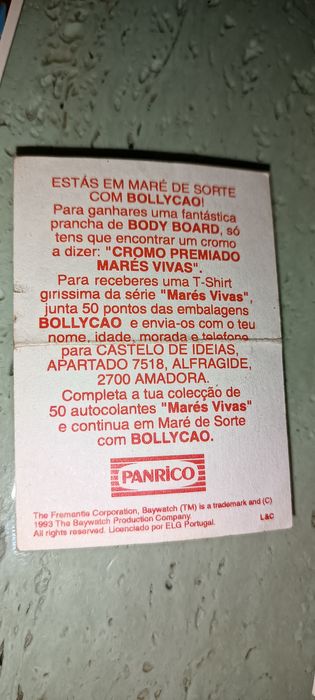 ESTÁS EM MARÉ DE SORTE
COM BOLLYCAO!
Para ganhares uma fantástica
prancha de BODY BOARD, só
tens que encontrar um cromo
a dizer: "CROMO PREMIADO
MARÉS VIVAS".
Para receberes uma T-Shirt
giríssima da série "Marés Vivas",
junta 50 pontos das embalagens
BOLLYCAO e envia-os com o teu
nome, idade, morada e telefone
para CASTELO DE IDEIAS,
APARTADO 7518, ALFRAGIDE,
2700 AMADORA.
Completa a tua colecção de
50 autocolantes "Marés Vivas"
e continua em Maré de Sorte
com BOLLYCAO.
PANRICO
The Fremantle Corporation, Baywatch (TM) is a trademark and (C)
1993 The Baywatch Production Company.
All rights reserved. Licenciado por ELG Portugal. L&C